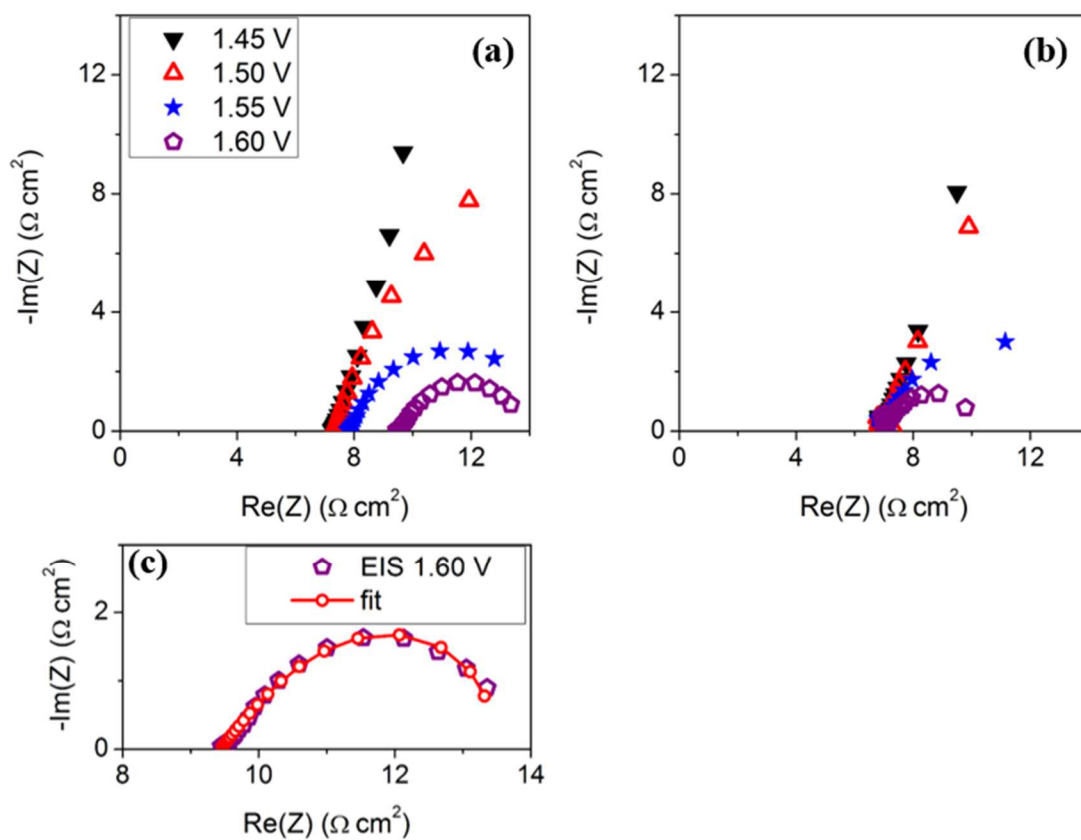 (a)
1.45 V
1.50 V
1.55 V
1.60 V
12
8
4
0
-Im(Z) (Ω cm²)
0 4 8 12
Re(Z) (Ω cm²)
(b)
12
8
4
0
-Im(Z) (Ω cm²)
0 4 8 12
Re(Z) (Ω cm²)
(c)
EIS 1.60 V
fit
2
0
-Im(Z) (Ω cm²)
8 10 12 14
Re(Z) (Ω cm²)